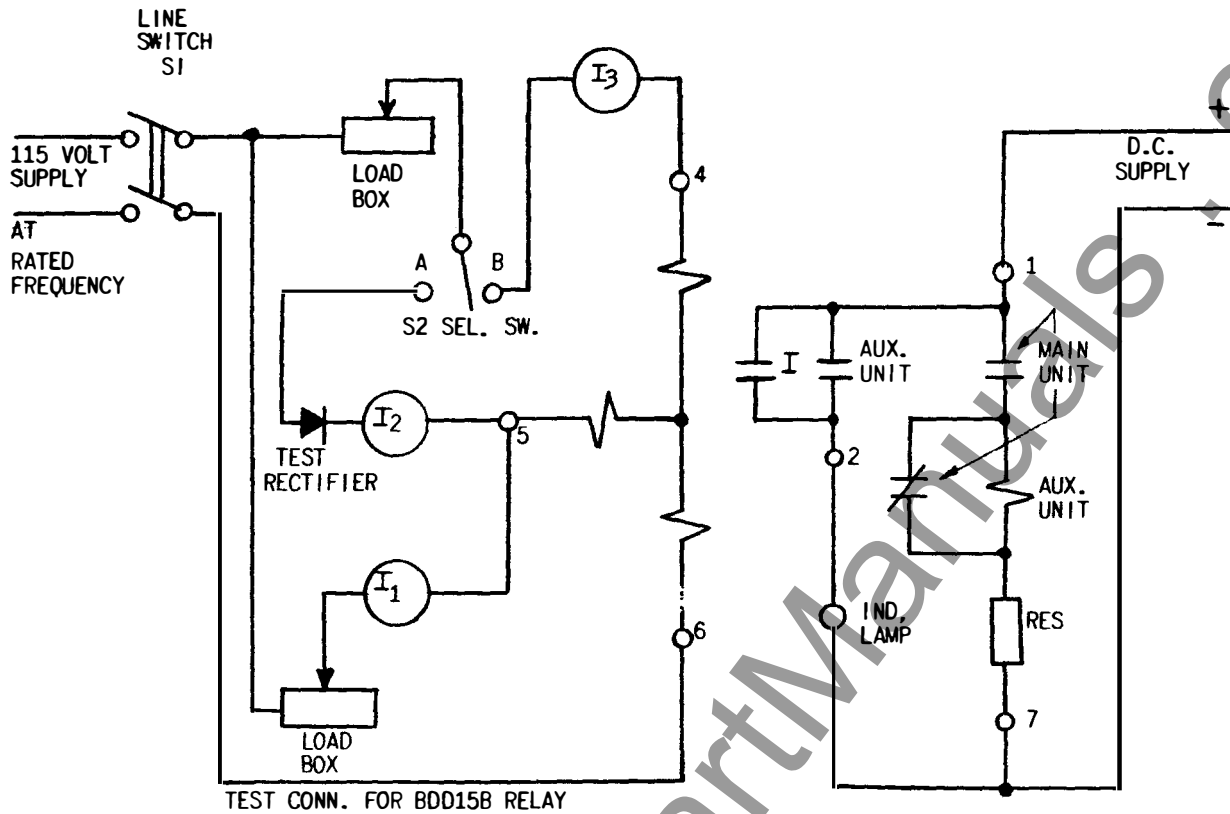 LINE
SWITCH
S1
115 VOLT
SUPPLY
AT
RATED
FREQUENCY
LOAD
BOX
I3
4
A
B
S2 SEL. SW.
TEST
RECTIFIER
I2
5
I1
LOAD
BOX
6
TEST CONN. FOR BDD15B RELAY
+
D.C.
SUPPLY
-
1
I
AUX.
UNIT
MAIN
UNIT
2
AUX.
UNIT
IND,
LAMP
RES
7
artManuals .